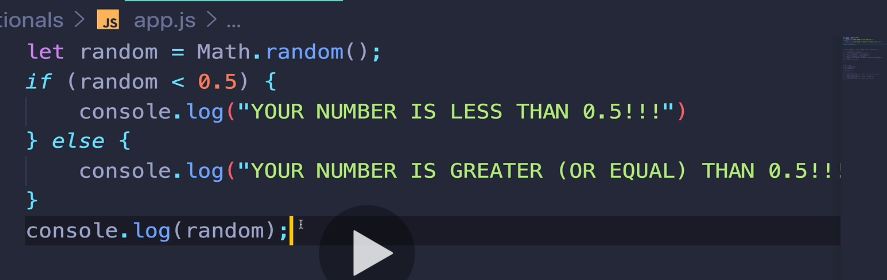 tionals > JS app.js > ...
let random = Math.random();
if (random < 0.5) {
    console.log("YOUR NUMBER IS LESS THAN 0.5!!!")
} else {
    console.log("YOUR NUMBER IS GREATER (OR EQUAL) THAN 0.5!!!
}
console.log(random);